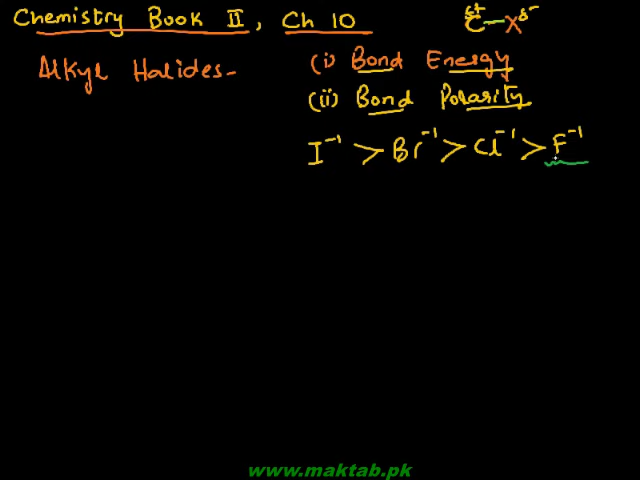 Chemistry Book II, Ch 10
Cδ+–Xδ−
Alkyl Halides-
(i) Bond Energy
(ii) Bond Polarity
I⁻¹ > Br⁻¹ > Cl⁻¹ > F⁻¹
www.maktab.pk